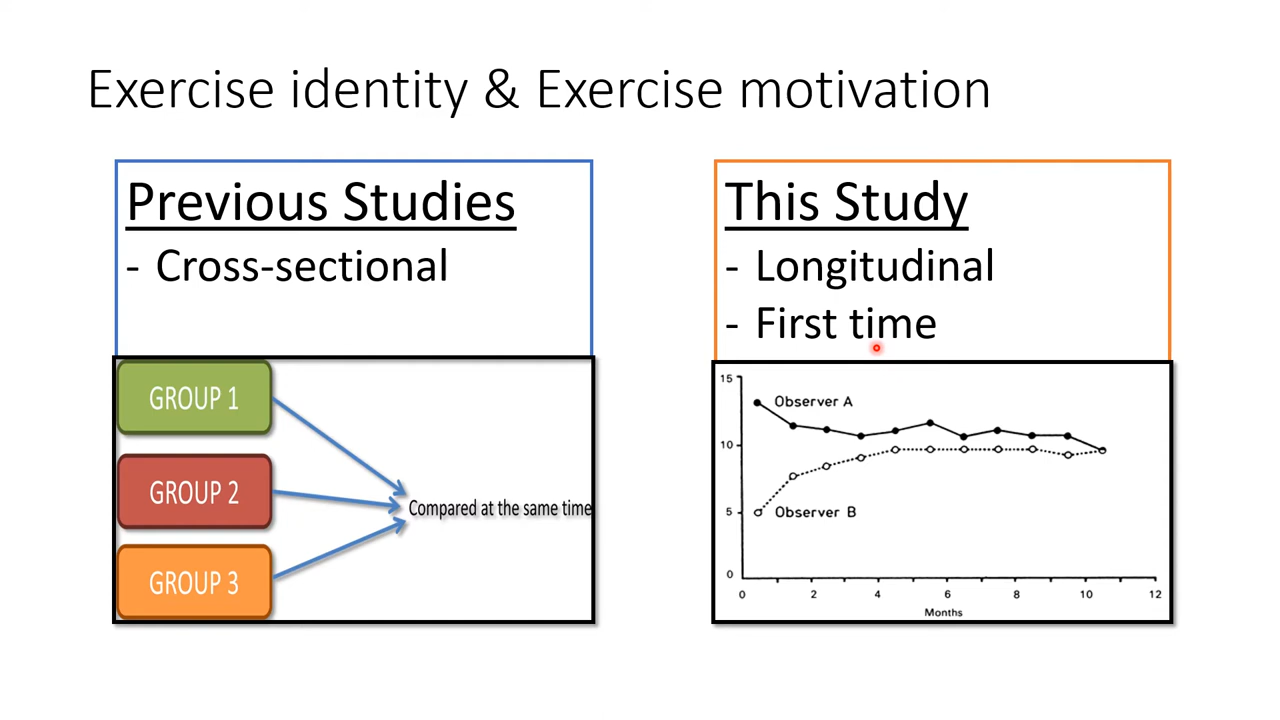 Exercise identity & Exercise motivation
Previous Studies
- Cross-sectional
GROUP 1
GROUP 2
GROUP 3
Compared at the same time
This Study
- Longitudinal
- First time
15
10
5
0
Observer A
Observer B
0 2 4 6 8 10 12
Months